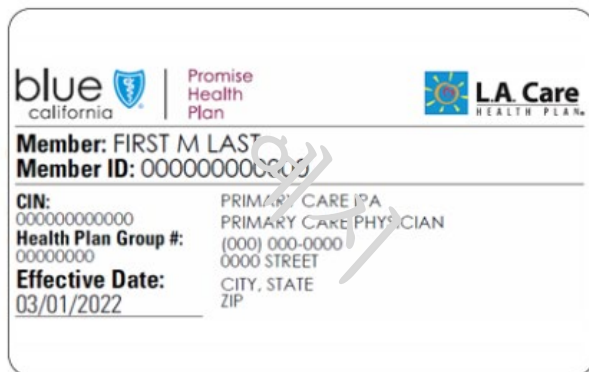 blue
california
Promise
Health
Plan
L.A. Care
HEALTH PLAN®
Member: FIRST M LAST
Member ID: 000000000000
CIN:
000000000000
Health Plan Group #:
00000000
Effective Date:
03/01/2022
PRIMARY CARE IPA
PRIMARY CARE PHYSICIAN
(000) 000-0000
0000 STREET
CITY, STATE
ZIP
예시